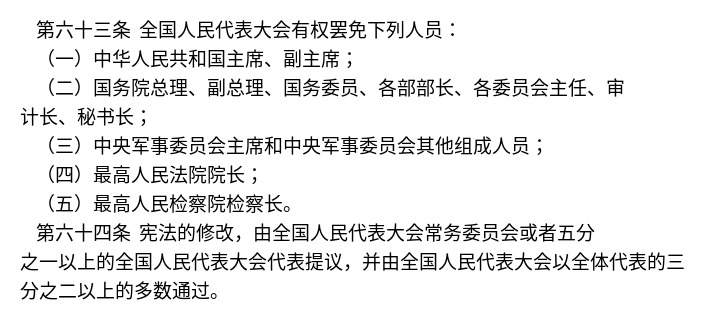 第六十三条 全国人民代表大会有权罢免下列人员：
（一）中华人民共和国主席、副主席；
（二）国务院总理、副总理、国务委员、各部部长、各委员会主任、审
计长、秘书长；
（三）中央军事委员会主席和中央军事委员会其他组成人员；
（四）最高人民法院院长；
（五）最高人民检察院检察长。
第六十四条 宪法的修改，由全国人民代表大会常务委员会或者五分
之一以上的全国人民代表大会代表提议，并由全国人民代表大会以全体代表的三
分之二以上的多数通过。